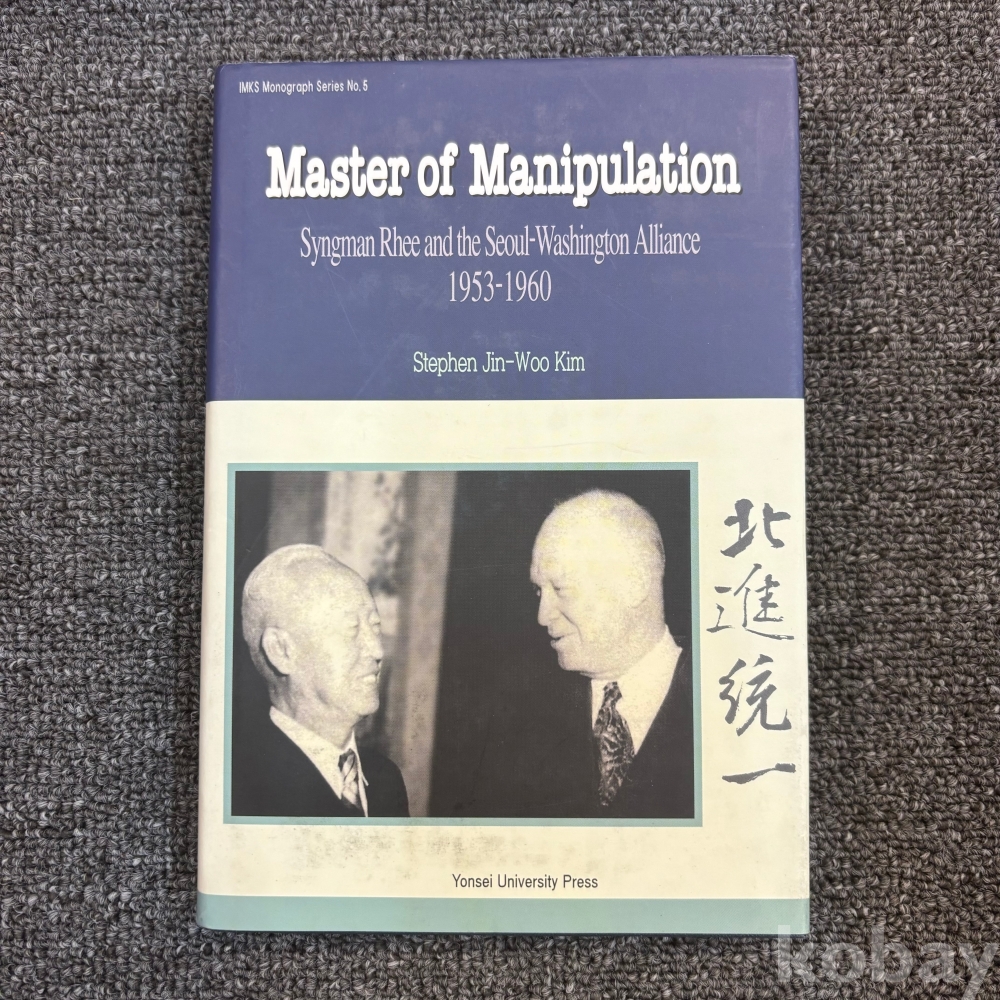 IMKS Monograph Series No.5
Master of Manipulation
Syngman Rhee and the Seoul-Washington Alliance
1953-1960
Stephen Jin-Woo Kim
北進統一
Yonsei University Press
kobay